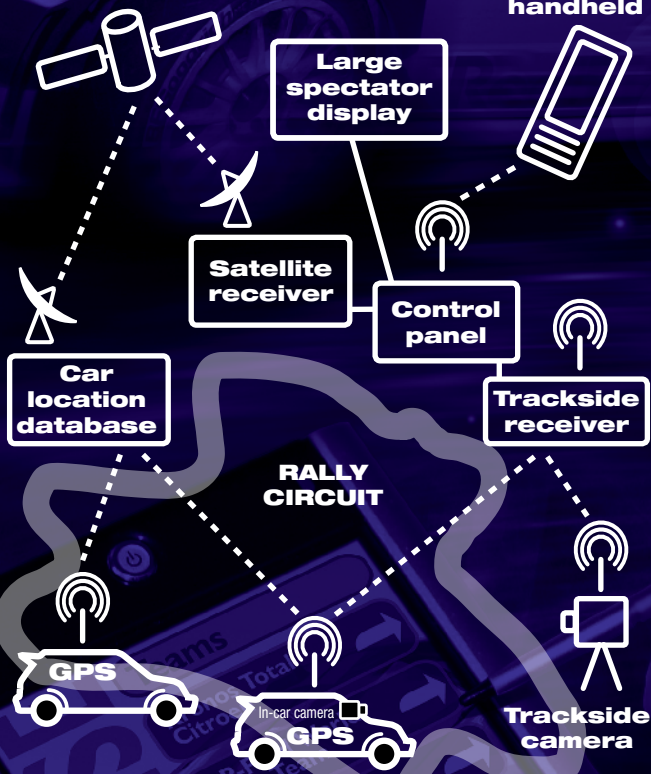 handheld
Large
spectator
display
Satellite
receiver
Control
panel
Car
location
database
Trackside
receiver
RALLY
CIRCUIT
GPS
In-car camera
GPS
Trackside
camera